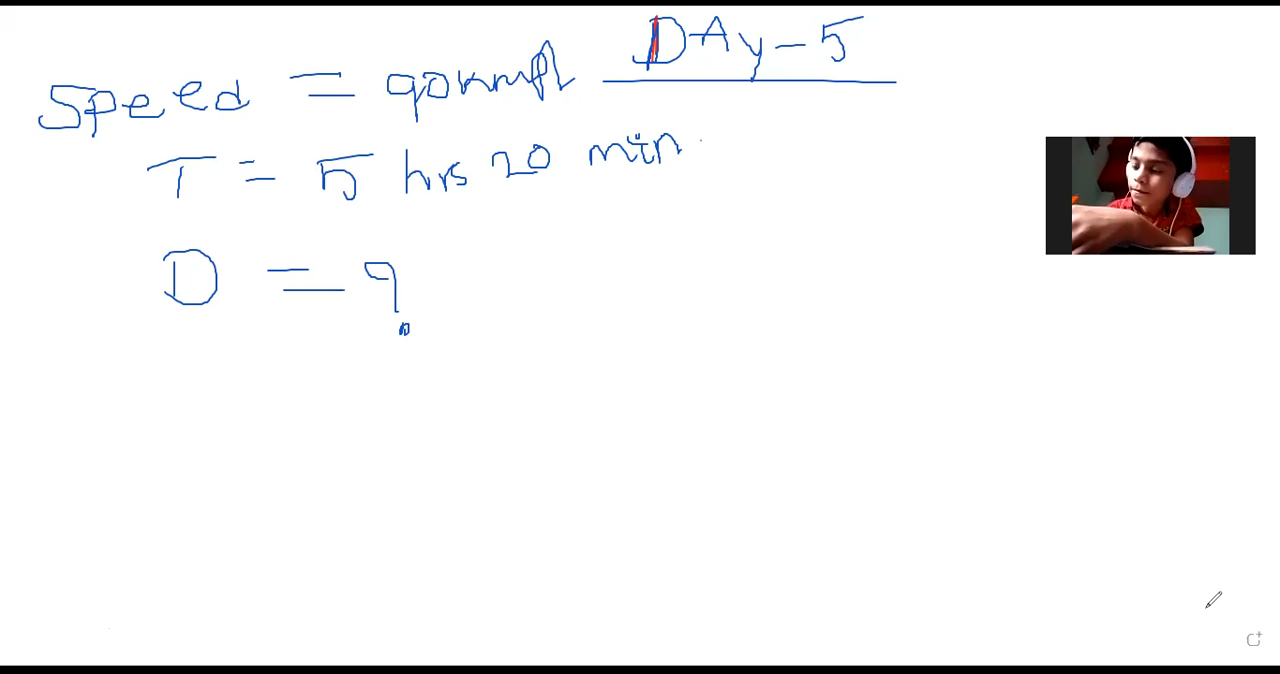 DAy - 5
Speed = 90kmph
T = 5 hrs 20 min
D = ?